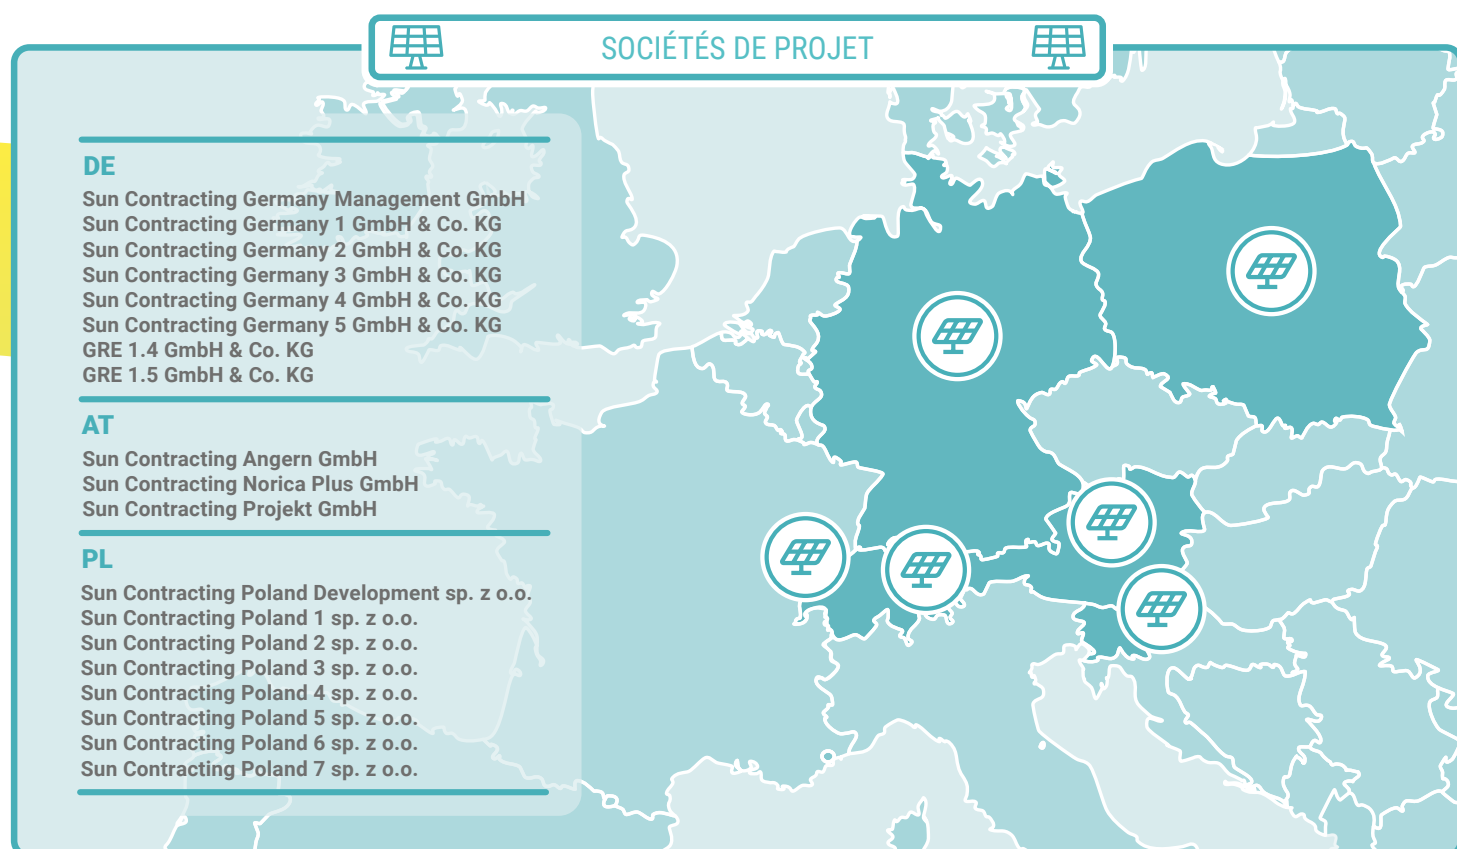 SOCIÉTÉS DE PROJET
DE
Sun Contracting Germany Management GmbH
Sun Contracting Germany 1 GmbH & Co. KG
Sun Contracting Germany 2 GmbH & Co. KG
Sun Contracting Germany 3 GmbH & Co. KG
Sun Contracting Germany 4 GmbH & Co. KG
Sun Contracting Germany 5 GmbH & Co. KG
GRE 1.4 GmbH & Co. KG
GRE 1.5 GmbH & Co. KG
AT
Sun Contracting Angern GmbH
Sun Contracting Norica Plus GmbH
Sun Contracting Projekt GmbH
PL
Sun Contracting Poland Development sp. z o.o.
Sun Contracting Poland 1 sp. z o.o.
Sun Contracting Poland 2 sp. z o.o.
Sun Contracting Poland 3 sp. z o.o.
Sun Contracting Poland 4 sp. z o.o.
Sun Contracting Poland 5 sp. z o.o.
Sun Contracting Poland 6 sp. z o.o.
Sun Contracting Poland 7 sp. z o.o.